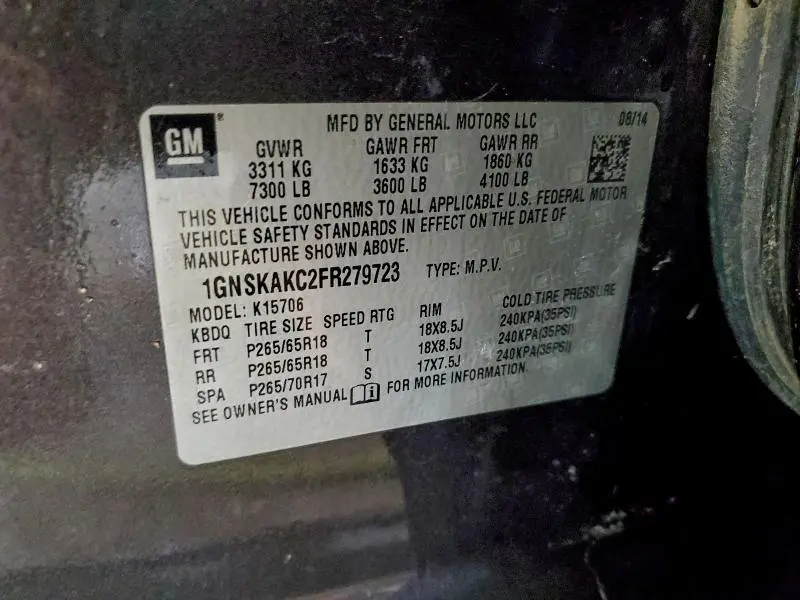 GM
MFD BY GENERAL MOTORS LLC 08/14
GVWR GAWR FRT GAWR RR
3311 KG 1633 KG 1860 KG
7300 LB 3600 LB 4100 LB
THIS VEHICLE CONFORMS TO ALL APPLICABLE U.S. FEDERAL MOTOR
VEHICLE SAFETY STANDARDS IN EFFECT ON THE DATE OF
MANUFACTURE SHOWN ABOVE.
1GNSKAKC2FR279723 TYPE: M.P.V.
MODEL: K15706
KBDQ TIRE SIZE SPEED RTG RIM COLD TIRE PRESSURE
FRT P265/65R18 T 18X8.5J 240KPA(35PSI)
RR P265/65R18 T 18X8.5J 240KPA(35PSI)
SPA P265/70R17 S 17X7.5J 240KPA(35PSI)
SEE OWNER'S MANUAL FOR MORE INFORMATION.